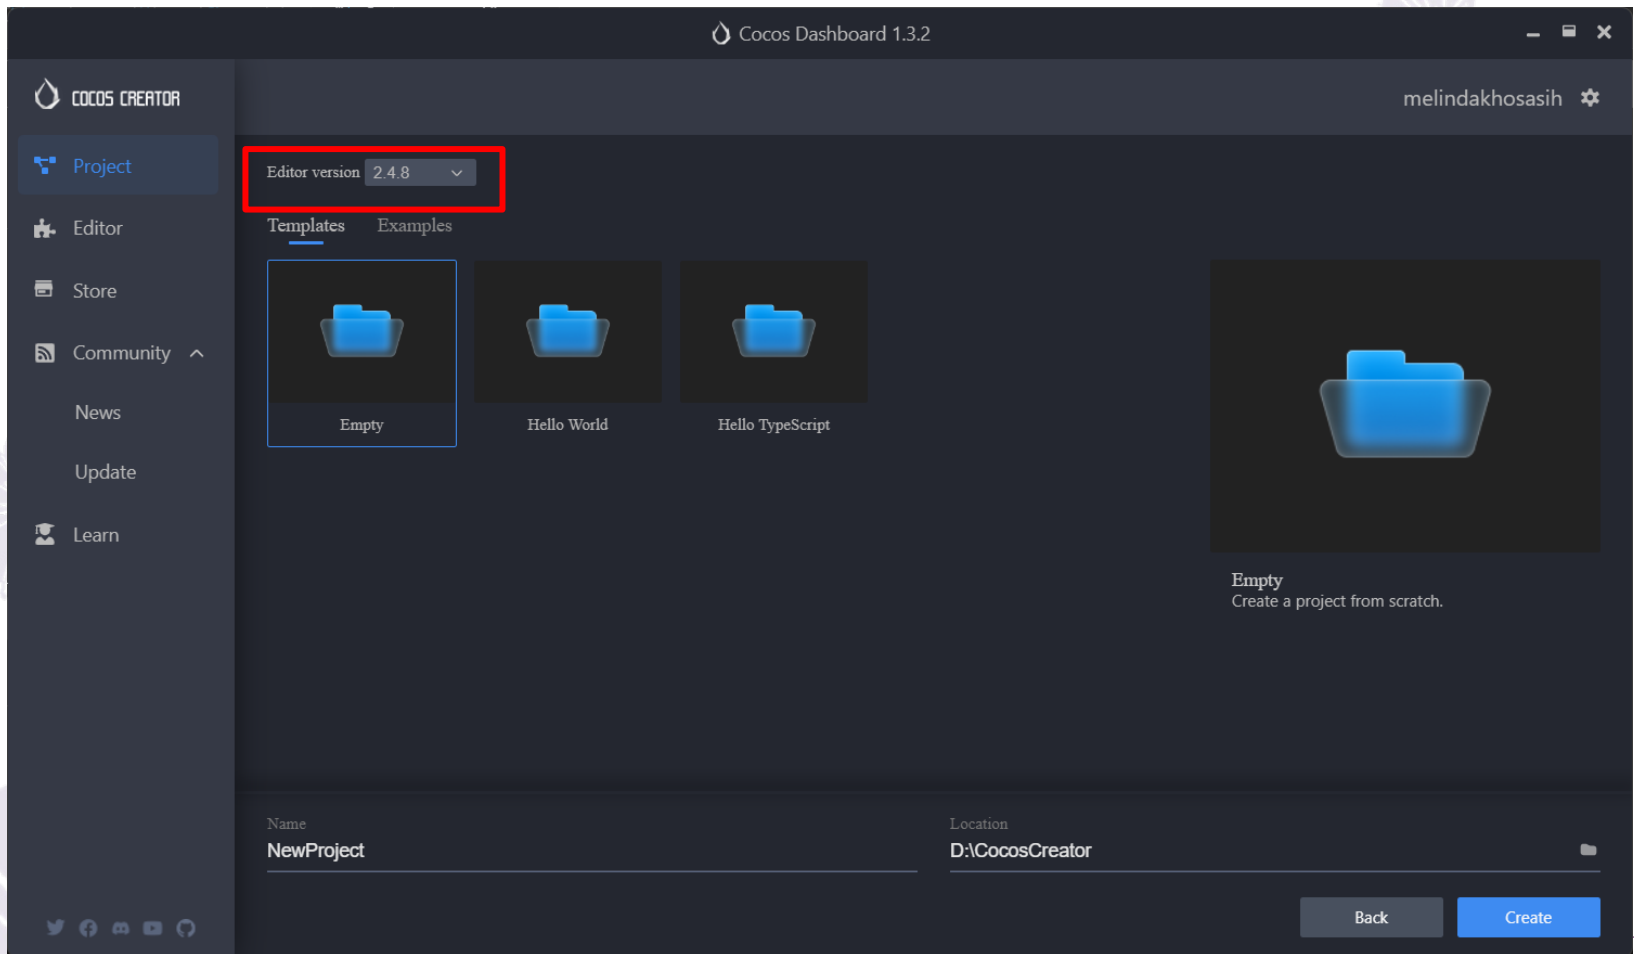 Cocos Dashboard 1.3.2
COCOS CREATOR
melindakhosasih
Project
Editor
Store
Community
News
Update
Learn
Editor version 2.4.8
Templates Examples
Empty Hello World Hello TypeScript
Empty
Create a project from scratch.
Name
NewProject
Location
D:\CocosCreator
Back Create